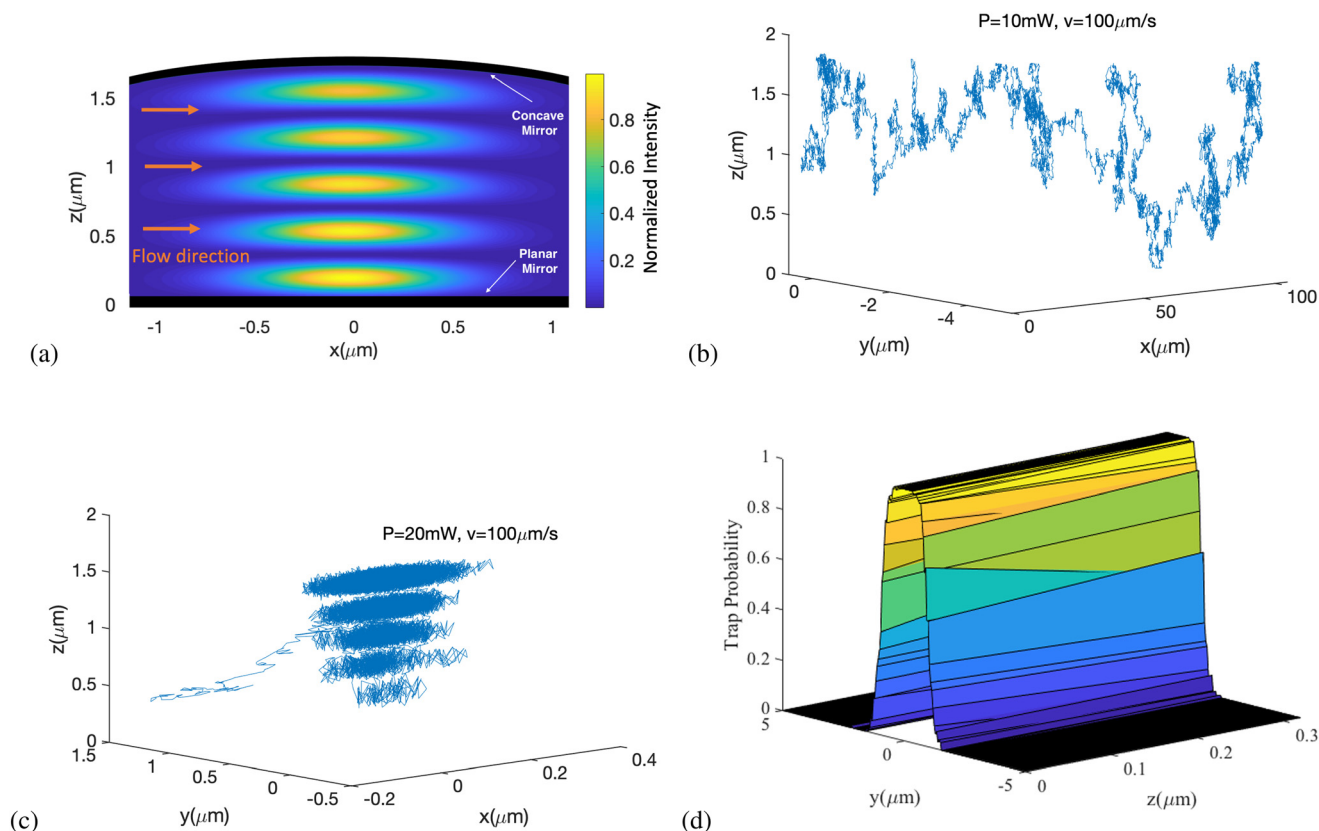 1.5
1
0.5
0
z(μm)
-1
-0.5
0
0.5
1
x(μm)
Flow direction
Concave
Mirror
Planar
Mirror
0.8
0.6
0.4
0.2
Normalized Intensity
(a)
P=10mW, v=100μm/s
2
1.5
1
0.5
0
z(μm)
0
-2
-4
y(μm)
0
50
100
x(μm)
(b)
P=20mW, v=100μm/s
2
1.5
1
0.5
0
z(μm)
1.5
1
0.5
0
-0.5
y(μm)
-0.2
0
0.2
0.4
x(μm)
(c)
1
0.8
0.6
0.4
0.2
0
Trap Probability
5
0
-5
y(μm)
0
0.1
0.2
0.3
z(μm)
(d)